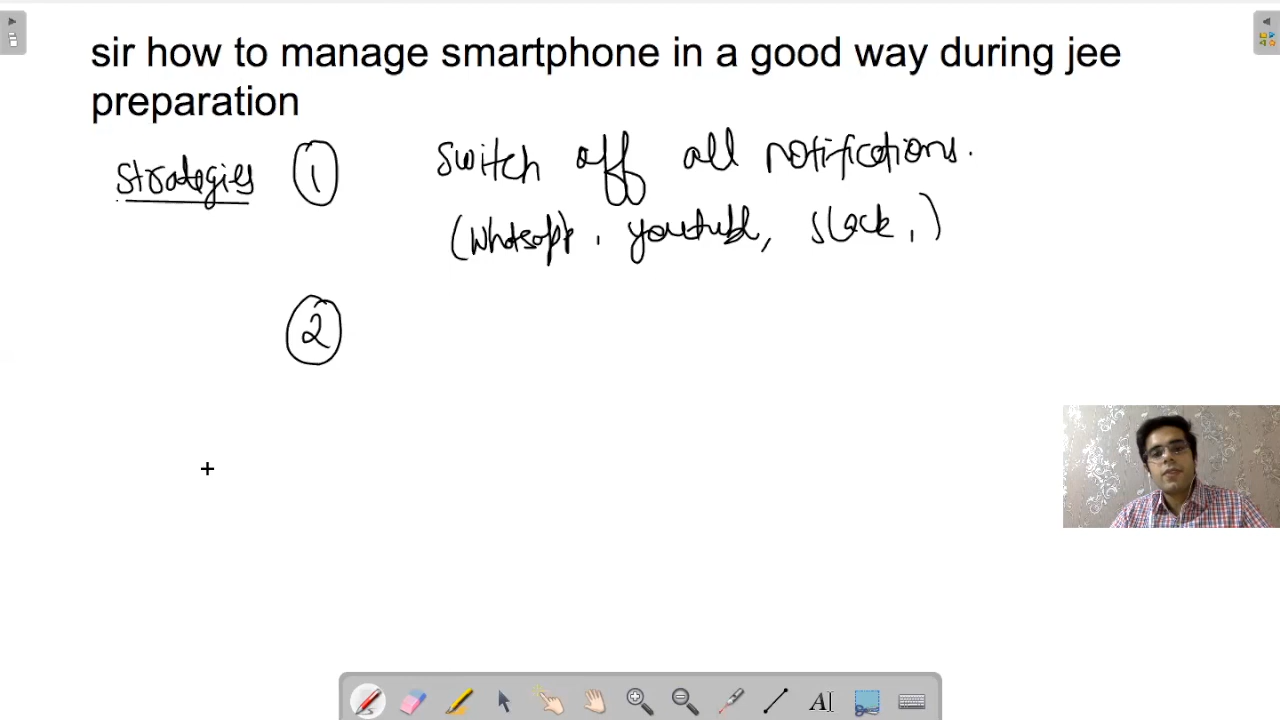 sir how to manage smartphone in a good way during jee
preparation
Strategies 1 Switch off all notifications.
(Whatsapp, youtube, slack, )
2
AI